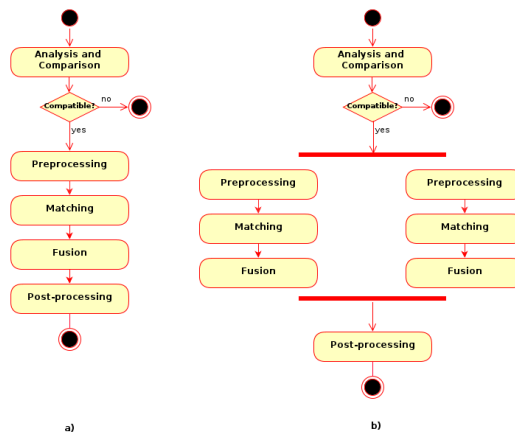 Analysis and
Comparison
Compatible?
no
yes
Preprocessing
Matching
Fusion
Post-processing
a)
Analysis and
Comparison
Compatible?
no
yes
Preprocessing
Matching
Fusion
Preprocessing
Matching
Fusion
Post-processing
b)